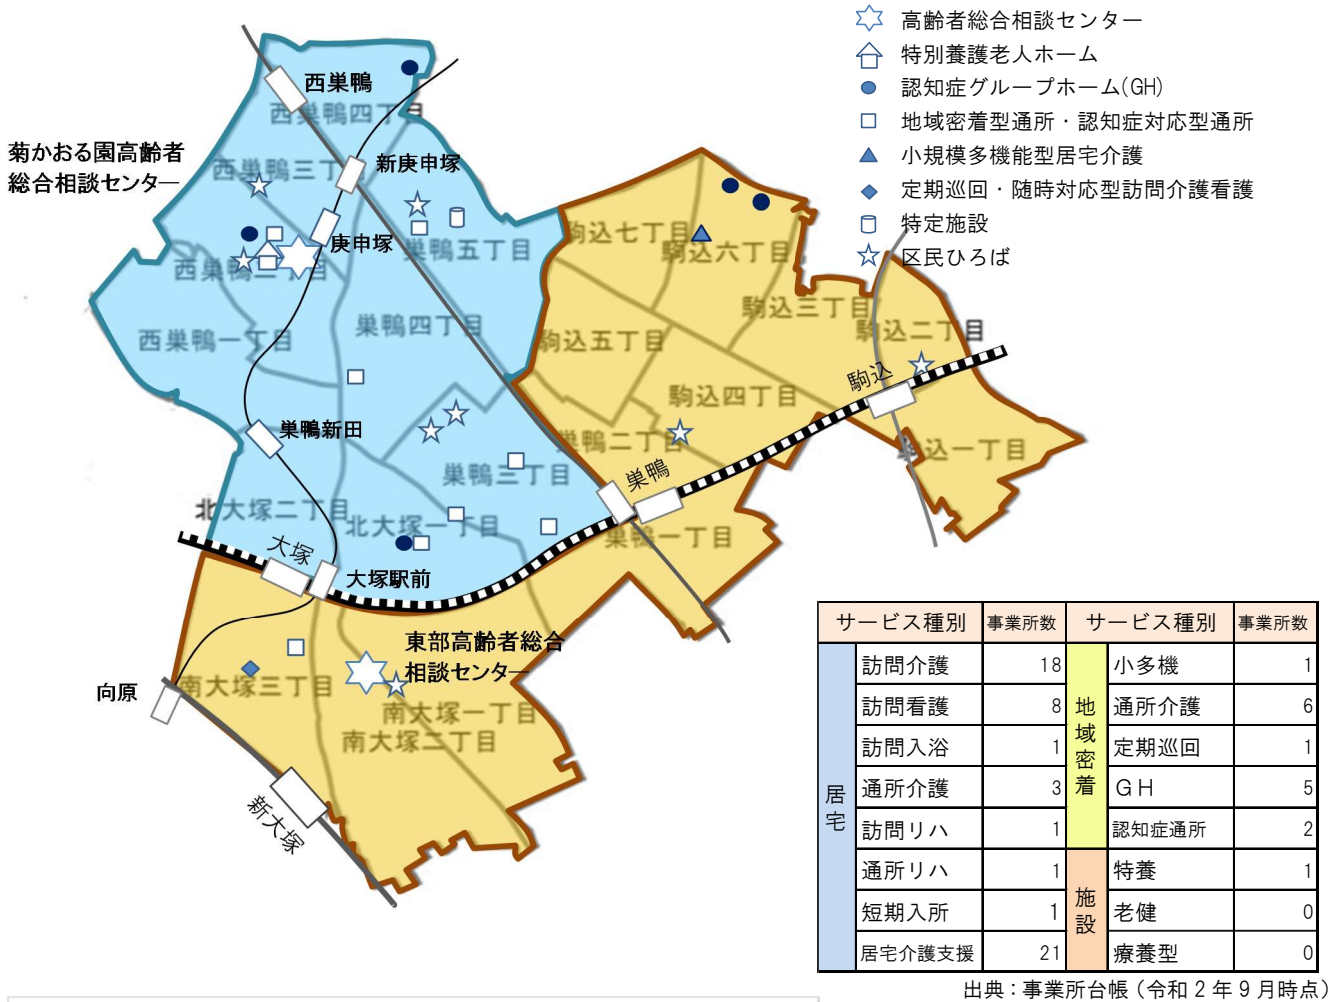 高齢者総合相談センター
特別養護老人ホーム
認知症グループホーム(GH)
地域密着型通所・認知症対応型通所
小規模多機能型居宅介護
定期巡回・随時対応型訪問介護看護
特定施設
区民ひろば
西巣鴨
西巣鴨四丁目
菊かおる園高齢者
総合相談センター
西巣鴨三丁
新庚申塚
庚申塚
巣鴨五丁目
西巣鴨二丁目
西巣鴨一丁目
巣鴨四丁目
駒込七丁目
駒込六丁目
駒込三丁目
駒込二丁目
駒込五丁目
駒込
駒込四丁目
巣鴨新田
巣鴨二丁目
込一丁目
巣鴨三丁目
巣鴨
北大塚二丁目
北大塚一丁目
巣鴨一丁目
大塚
大塚駅前
東部高齢者総合
相談センター
向原
南大塚三丁目
南大塚一丁目
南大塚二丁目
新大塚
サービス種別 事業所数 サービス種別 事業所数
居宅 訪問介護 18 地域密着 小多機 1
訪問看護 8 通所介護 6
訪問入浴 1 定期巡回 1
通所介護 3 GH 5
訪問リハ 1 認知症通所 2
通所リハ 1 施設 特養 1
短期入所 1 老健 0
居宅介護支援 21 療養型 0
出典:事業所台帳(令和2年9月時点)